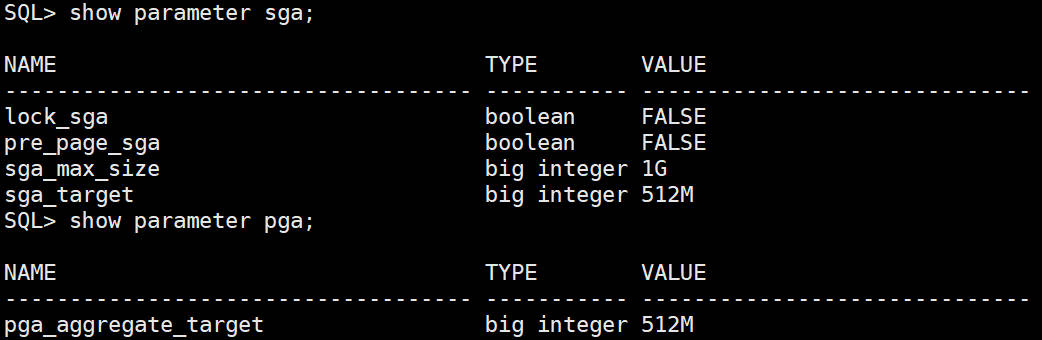 SQL> show parameter sga;
NAME                                 TYPE        VALUE
------------------------------------ ----------- ------------------------------
lock_sga                             boolean     FALSE
pre_page_sga                         boolean     FALSE
sga_max_size                         big integer 1G
sga_target                           big integer 512M
SQL> show parameter pga;
NAME                                 TYPE        VALUE
------------------------------------ ----------- ------------------------------
pga_aggregate_target                 big integer 512M